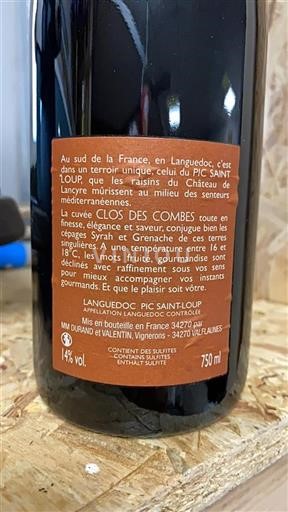 Au sud de la France, en Languedoc, c'est
dans un terroir unique, celui du PIC SAINT
LOUP, que les raisins du Château de
Lancyre mûrissent au milieu des senteurs
méditerranéennes.
La cuvée CLOS DES COMBES toute en
finesse, élégance et saveur, conjugue bien les
cépages Syrah et Grenache de ces terres
singulières. A une température entre 16 et
18°C, les mots fruité, gourmandise sont
déclinés avec raffinement sous vos sens
pour mieux accompagner vos instants
gourmands. Et que le plaisir soit vôtre.
LANGUEDOC PIC SAINT-LOUP
APPELLATION LANGUEDOC CONTRÔLÉE
Mis en bouteille en France 34270 par
MM DURAND et VALENTIN, Vignerons - 34270 VALFLAUNES
14% vol.
CONTIENT DES SULFITES
CONTAINS SULFITES
ENTHÄLT SULFITE
750 ml